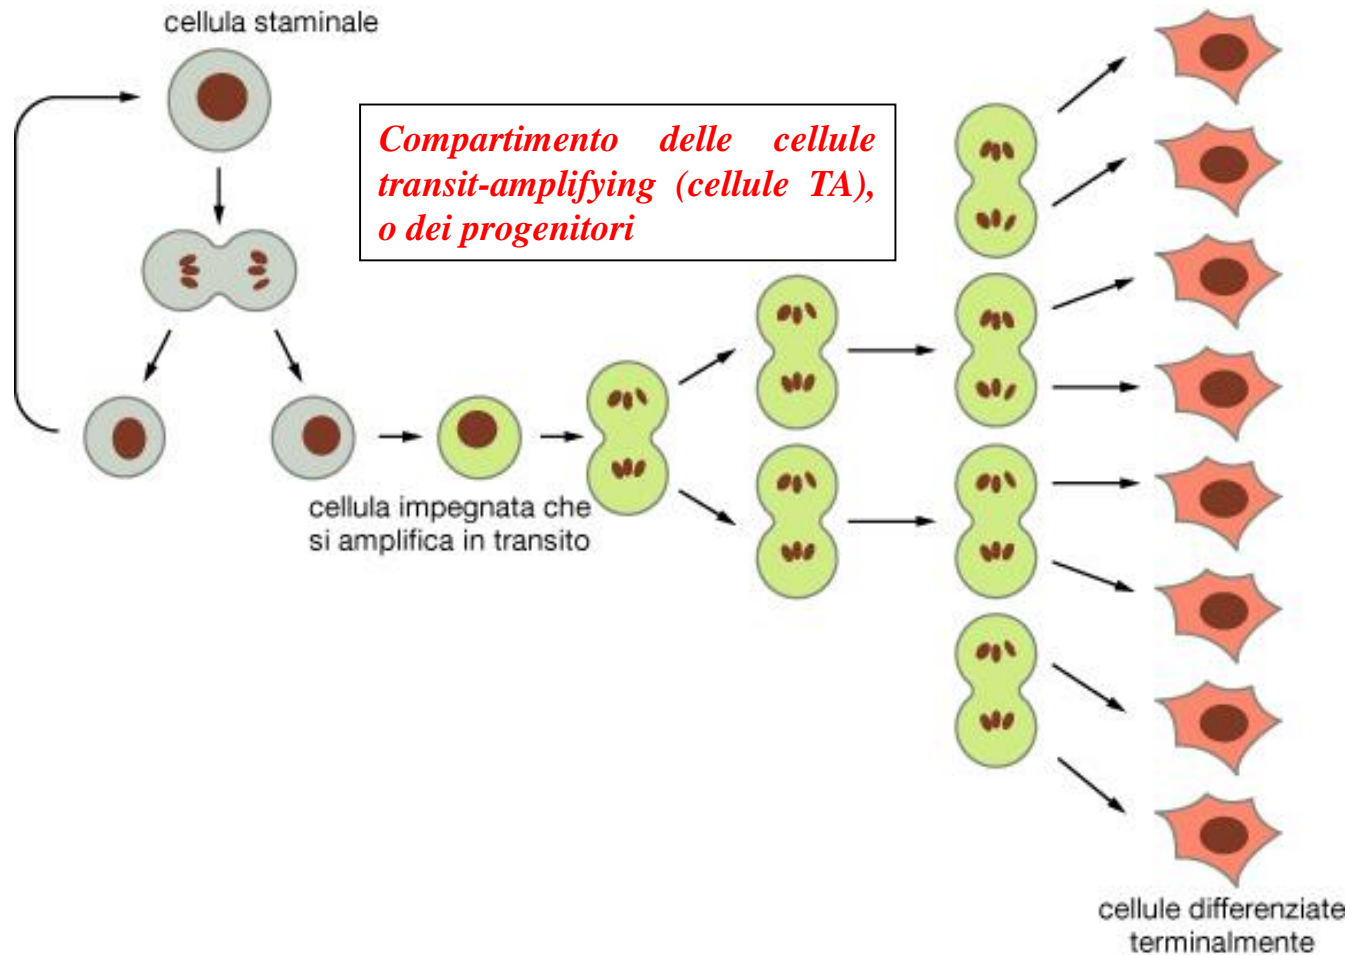 cellula staminale
Compartimento delle cellule
transit-amplifying (cellule TA),
o dei progenitori
cellula impegnata che
si amplifica in transito
cellule differenziate
terminalmente